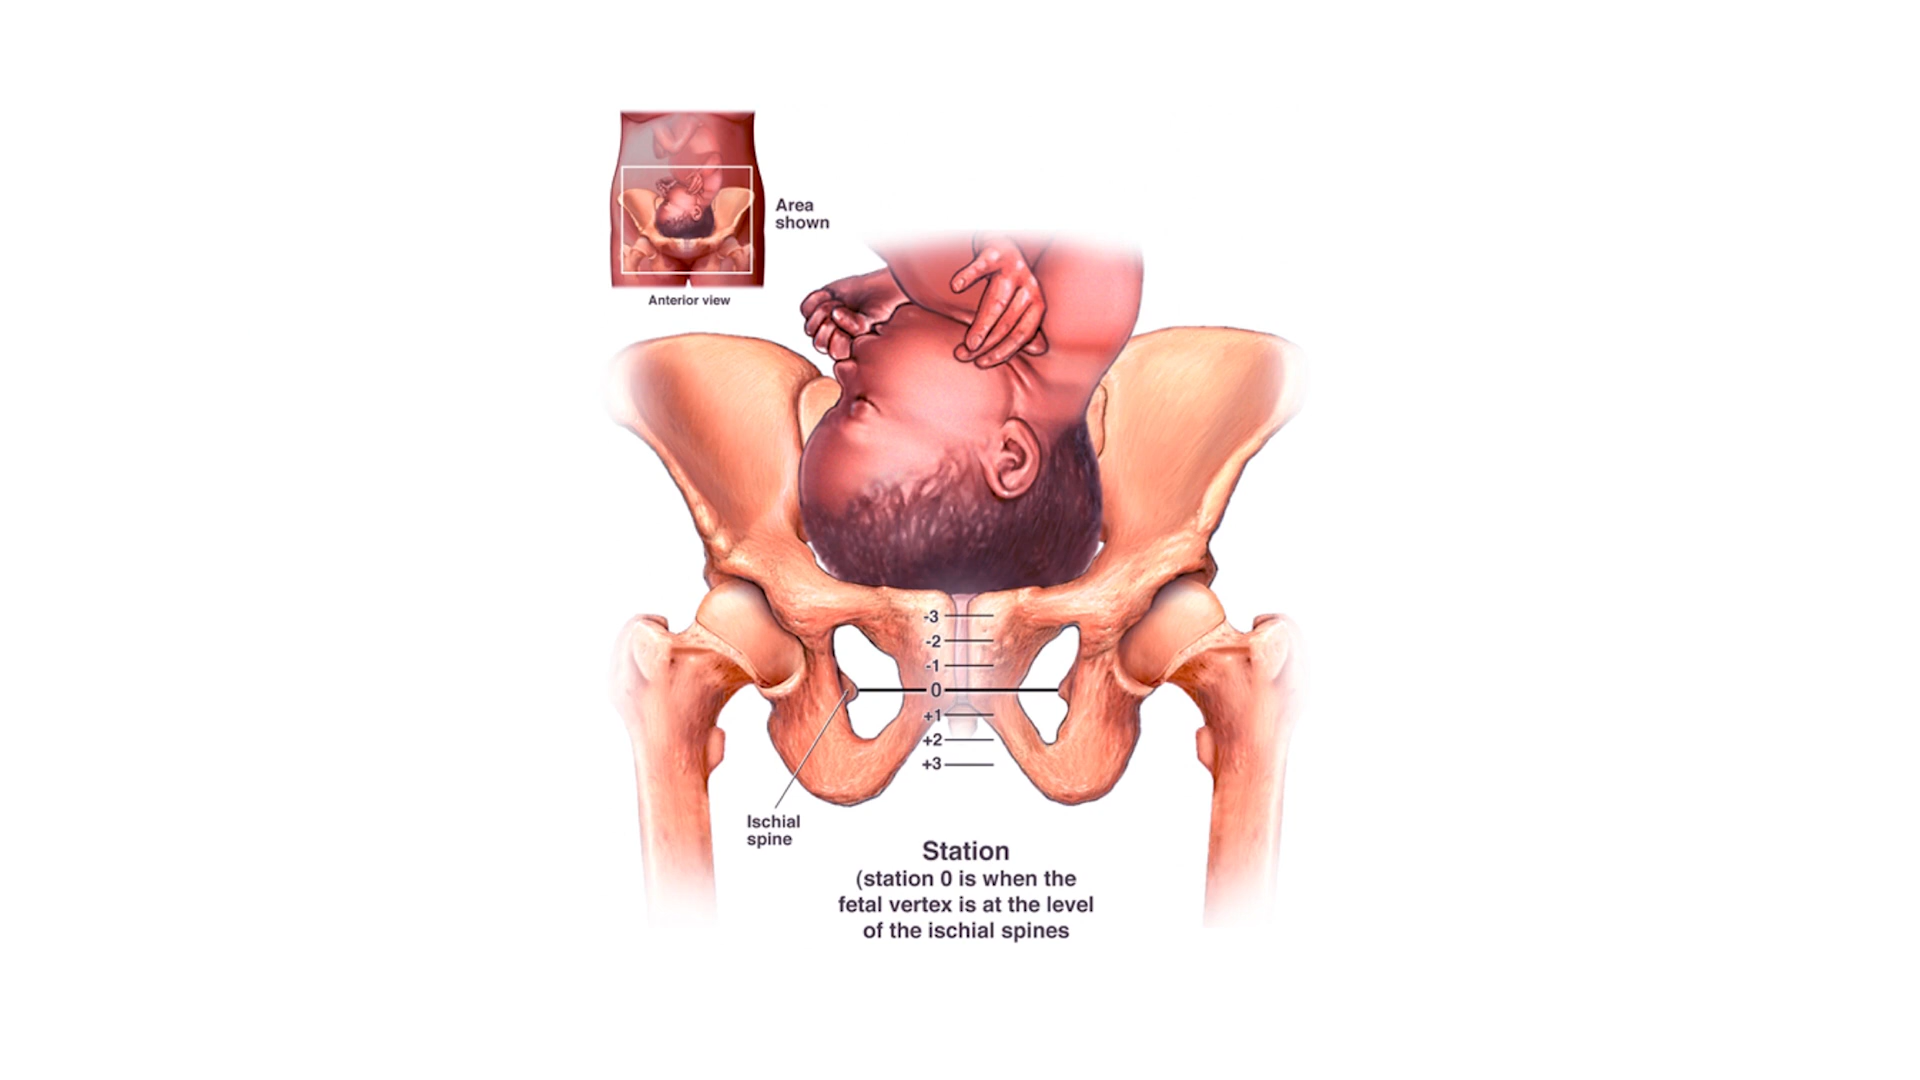 Area
shown
Anterior view
-3
-2
-1
0
+1
+2
+3
Ischial
spine
Station
(station 0 is when the
fetal vertex is at the level
of the ischial spines